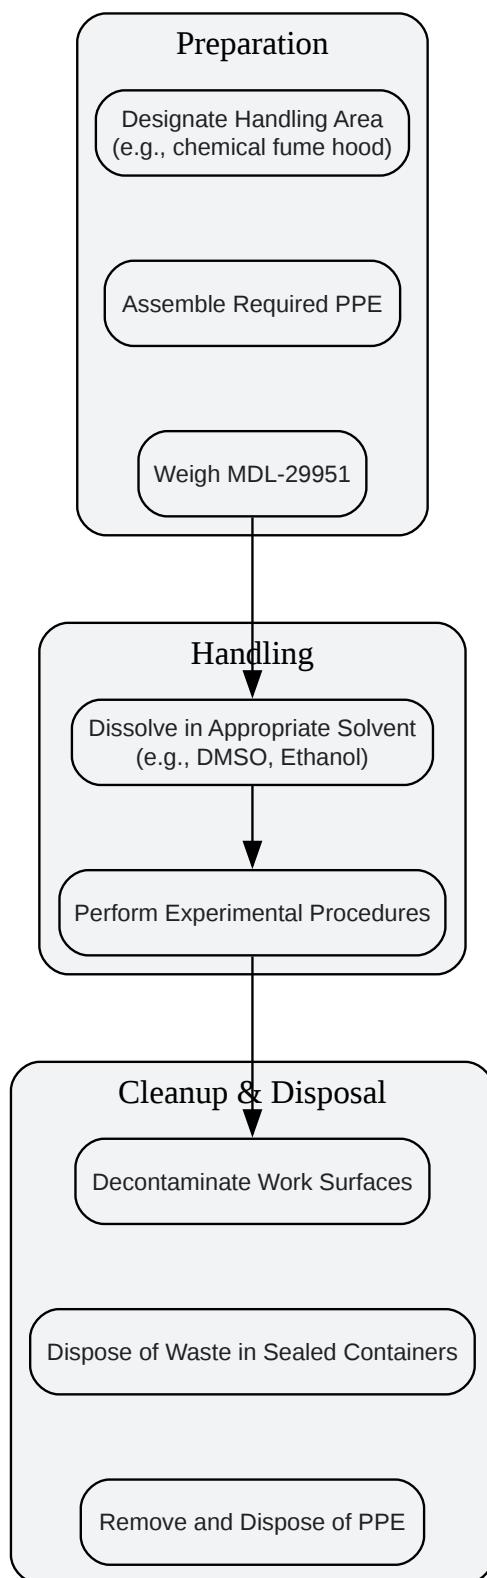 Preparation
Designate Handling Area
(e.g., chemical fume hood)
Assemble Required PPE
Weigh MDL-29951
Handling
Dissolve in Appropriate Solvent
(e.g., DMSO, Ethanol)
Perform Experimental Procedures
Cleanup & Disposal
Decontaminate Work Surfaces
Dispose of Waste in Sealed Containers
Remove and Dispose of PPE